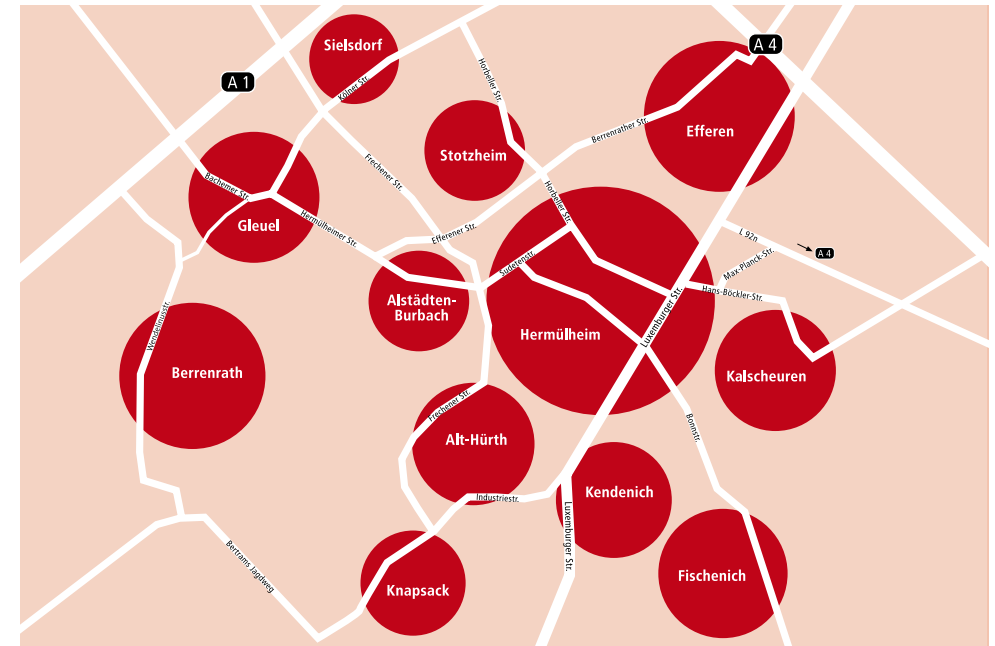 Sielsdorf
A 4
A 1
Kölner Str.
Horbeller Str.
Berrenrather Str.
Efferen
Stotzheim
Frechener Str.
Bachemer Str.
Horbeller Str.
Hermülheimer Str.
Gleuel
Efferener Str.
L 92n
A 4
Max-Planck-Str.
Sudetenstr.
Hans-Böckler-Str.
Alstädten-
Burbach
Luxemburger Str.
Wendelinusstr.
Hermülheim
Berrenrath
Kalscheuren
Frechener Str.
Bonnstr.
Alt-Hürth
Industriestr.
Kendenich
Luxemburger Str.
Bertrams Jagdweg
Fischenich
Knapsack